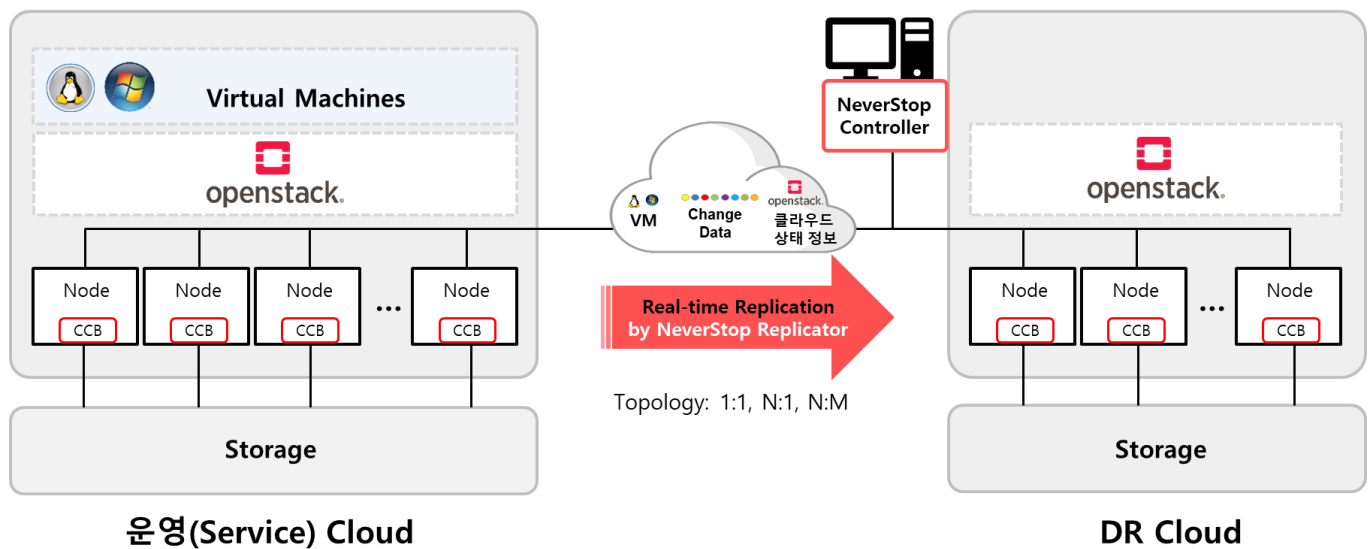 Virtual Machines
openstack.
Node
CCB
Node
CCB
Node
CCB
...
Node
CCB
Storage
운영(Service) Cloud
VM
Change
Data
openstack.
클라우드
상태 정보
Real-time Replication
by NeverStop Replicator
Topology: 1:1, N:1, N:M
NeverStop
Controller
openstack.
Node
CCB
Node
CCB
...
Node
CCB
Storage
DR Cloud